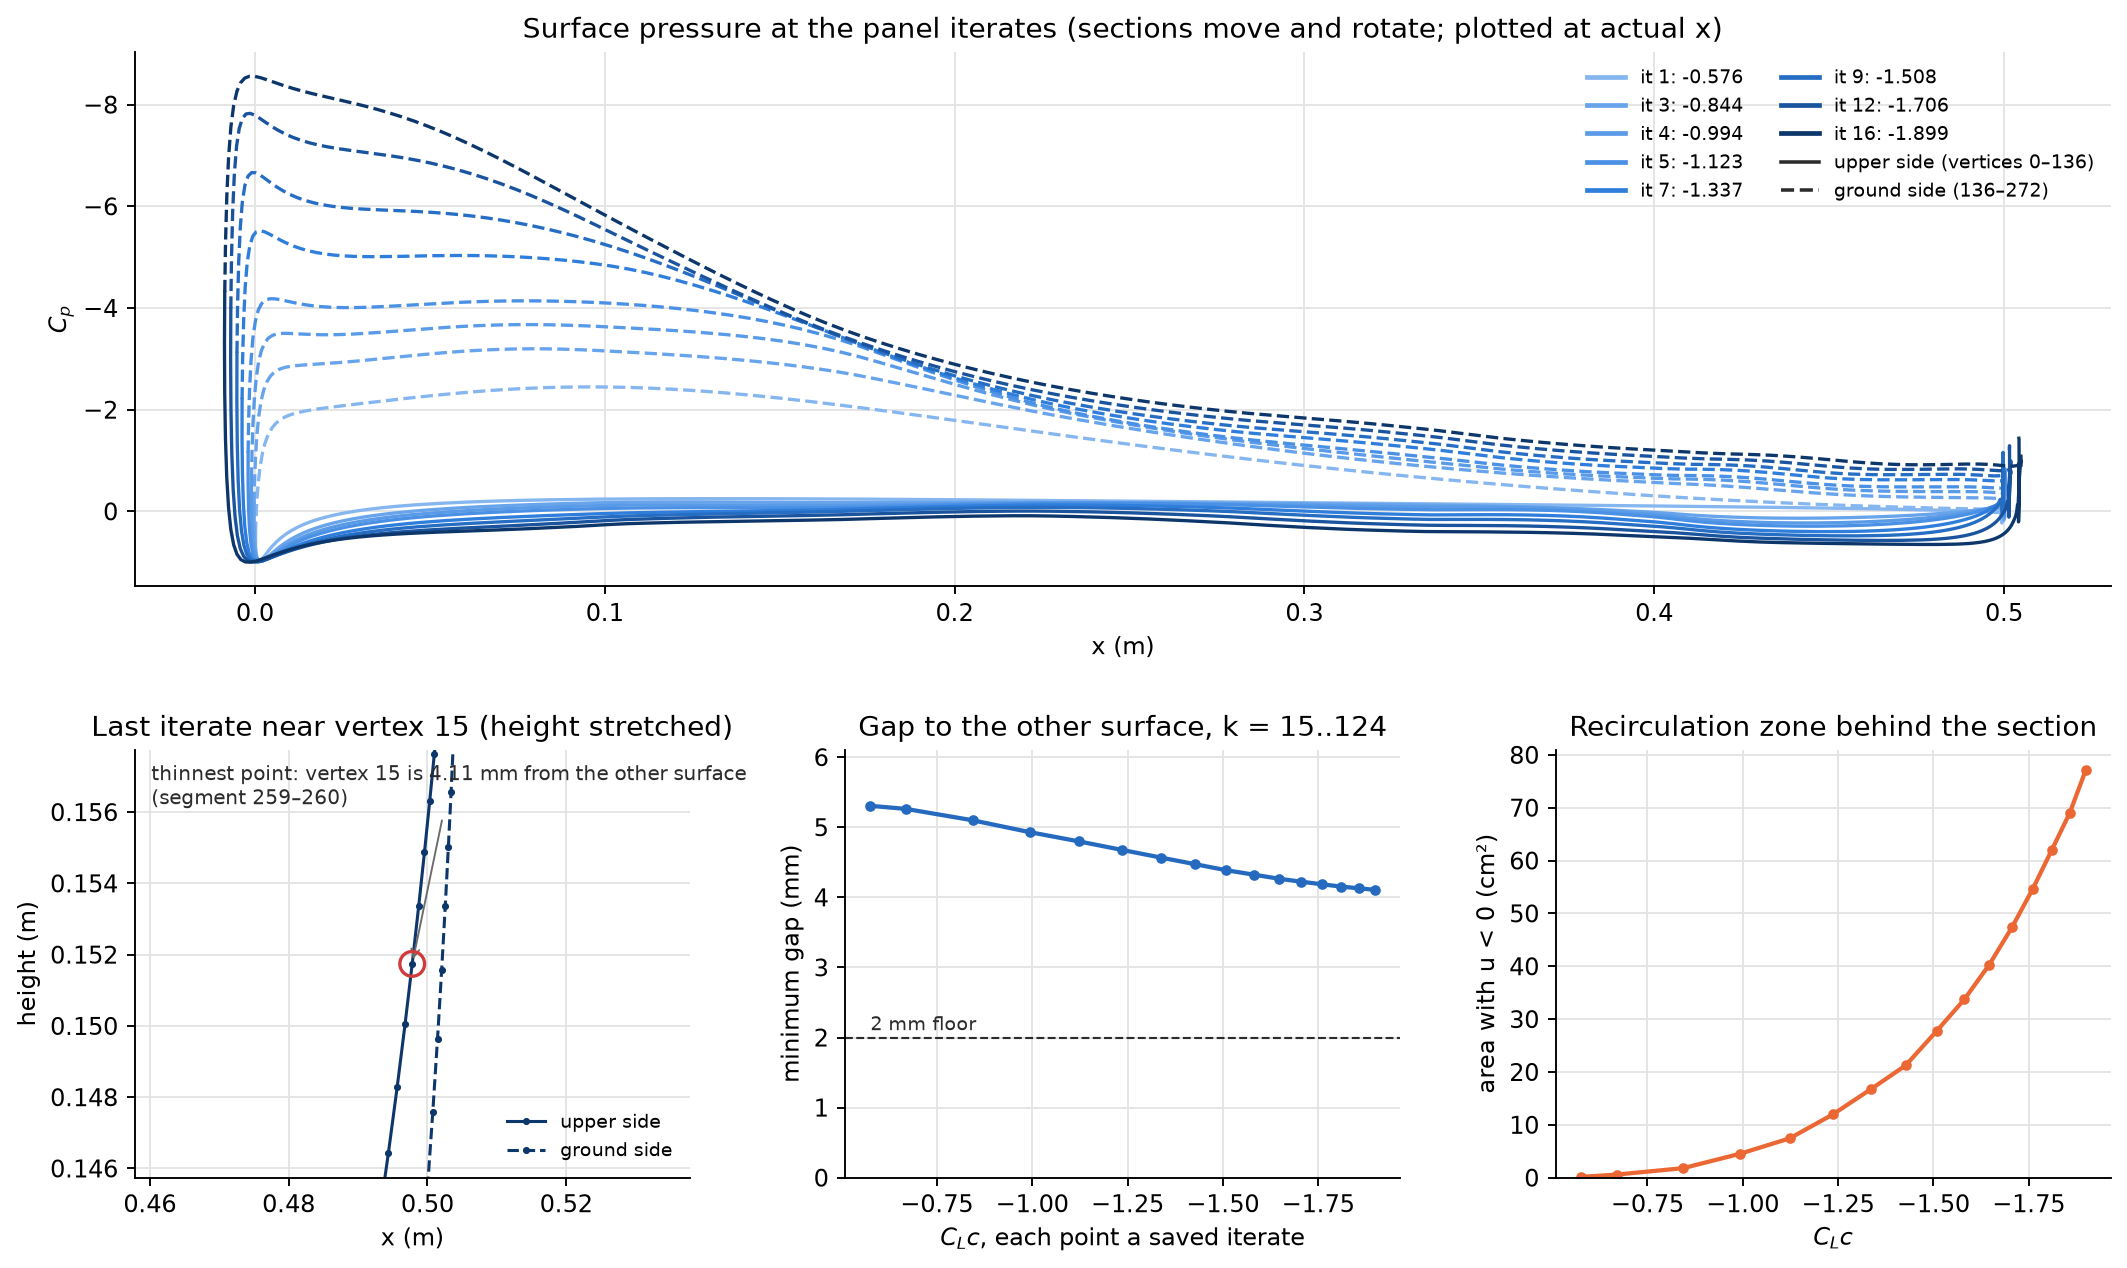 Surface pressure at the panel iterates (sections move and rotate; plotted at actual x)
−8
−6
−4
−2
0
C_p
0.0
0.1
0.2
0.3
0.4
0.5
x (m)
it 1: -0.576
it 3: -0.844
it 4: -0.994
it 5: -1.123
it 7: -1.337
it 9: -1.508
it 12: -1.706
it 16: -1.899
upper side (vertices 0–136)
ground side (136–272)
Last iterate near vertex 15 (height stretched)
thinnest point: vertex 15 is 4.11 mm from the other surface
(segment 259–260)
0.156
0.154
0.152
0.150
0.148
0.146
height (m)
upper side
ground side
0.46
0.48
0.50
0.52
x (m)
Gap to the other surface, k = 15..124
6
5
4
3
2
1
0
minimum gap (mm)
2 mm floor
−0.75
−1.00
−1.25
−1.50
−1.75
C_Lc, each point a saved iterate
Recirculation zone behind the section
80
70
60
50
40
30
20
10
0
area with u < 0 (cm²)
−0.75
−1.00
−1.25
−1.50
−1.75
C_Lc